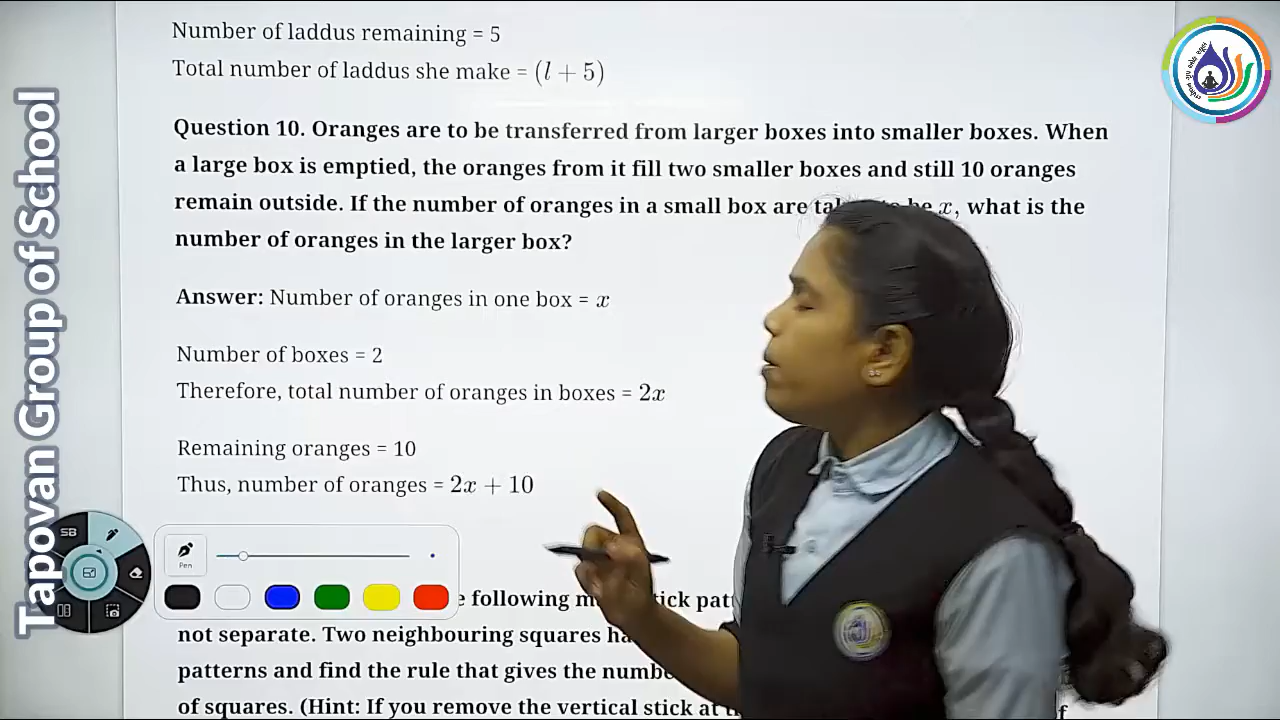 Number of laddus remaining = 5
Total number of laddus she make = (l + 5)
Question 10. Oranges are to be transferred from larger boxes into smaller boxes. When
a large box is emptied, the oranges from it fill two smaller boxes and still 10 oranges
remain outside. If the number of oranges in a small box are x, what is the
number of oranges in the larger box?
Answer: Number of oranges in one box = x
Number of boxes = 2
Therefore, total number of oranges in boxes = 2x
Remaining oranges = 10
Thus, number of oranges = 2x + 10
SB
Pen
following
not separate. Two neighbouring squares
patterns and find the rule that gives the
of squares. (Hint: If you remove the vertical stick at
Tapovan Group of School